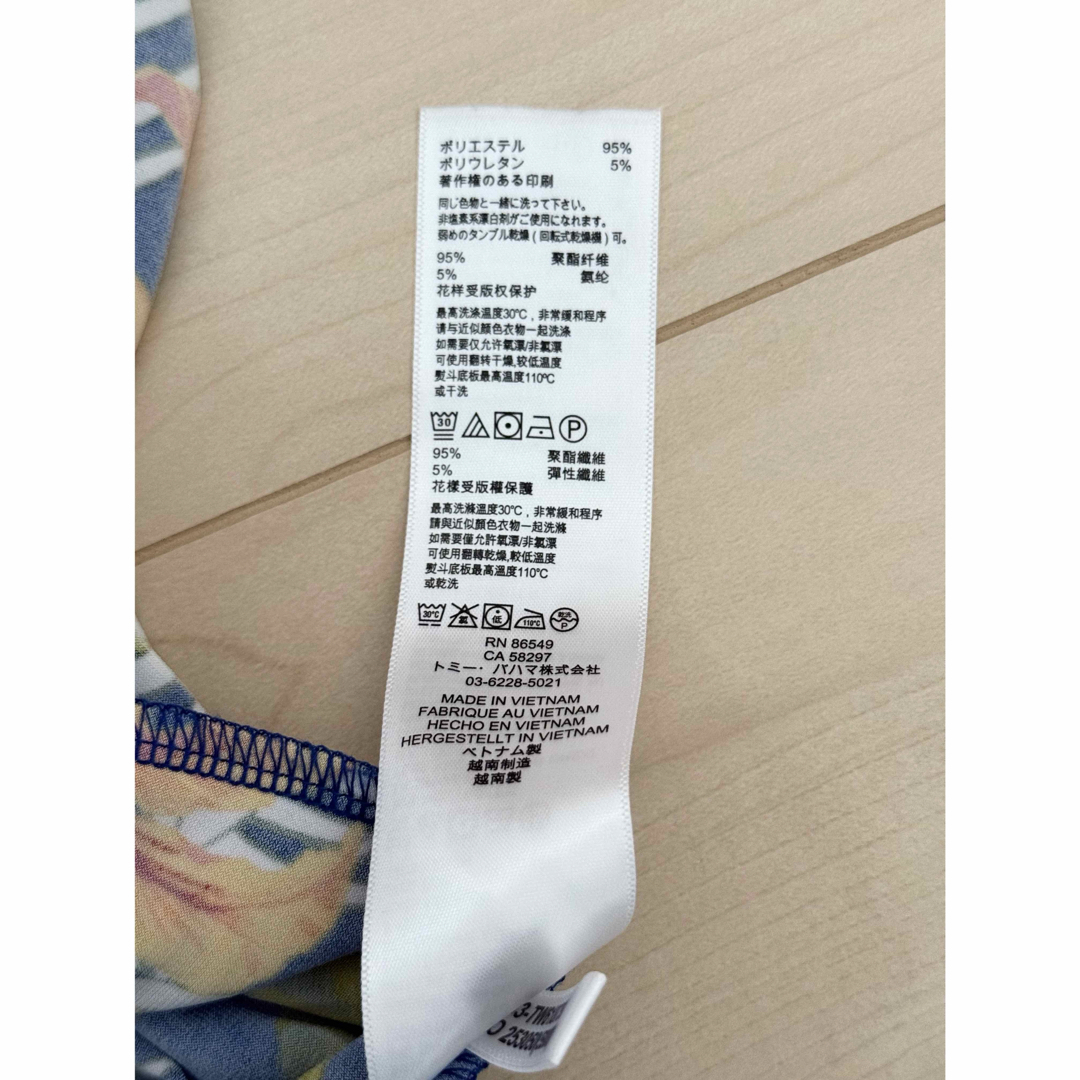 ポリエステル 95%
ポリウレタン 5%
著作権のある印刷
同じ色物と一緒に洗って下さい。
非塩素系漂白剤がご使用になれます。
弱めのタンブル乾燥(回転式乾燥機)可。
95% 聚酯纤维
5% 氨纶
花样受版权保护
最高洗涤温度30°C，非常緩和程序
请与近似顏色衣物一起洗涤
如需要仅允许氧漂/非氯漂
可使用翻转干燥,较低温度
熨斗底板最高温度110°C
或干洗
30 P
95% 聚酯纖維
5% 彈性纖維
花樣受版權保護
最高洗滌溫度30°C，非常緩和程序
請與近似顏色衣物一起洗滌
如需要僅允許氧漂/非氯漂
可使用翻轉乾燥,較低溫度
熨斗底板最高溫度110°C
或乾洗
30°C 氯 低 110°C 乾洗 P
RN 86549
CA 58297
トミー・バハマ株式会社
03-6228-5021
MADE IN VIETNAM
FABRIQUE AU VIETNAM
HECHO EN VIETNAM
HERGESTELLT IN VIETNAM
ベトナム製
越南制造
越南製